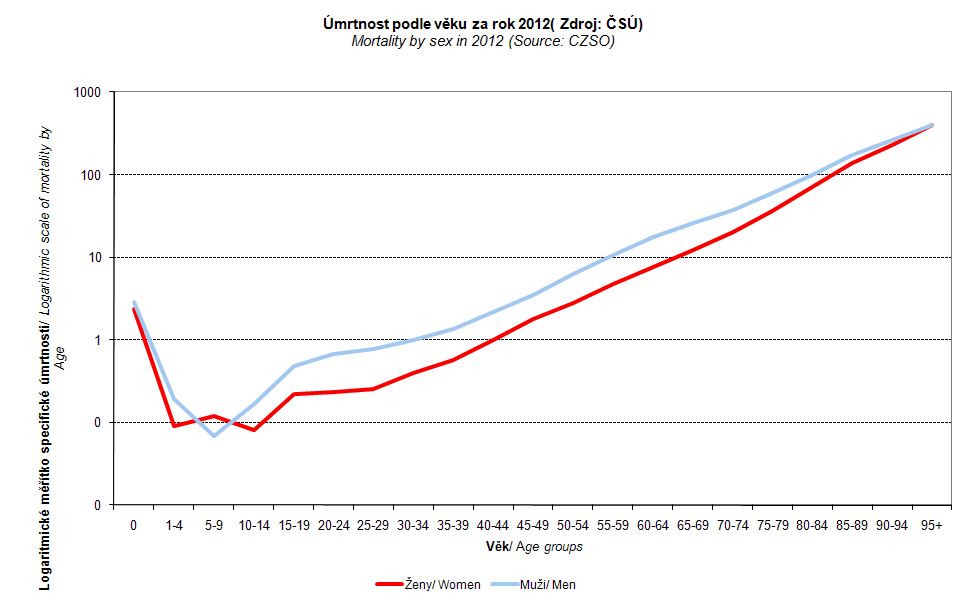 Úmrtnost podle věku za rok 2012( Zdroj: ČSÚ)
Mortality by sex in 2012 (Source: CZSO)
Logaritmické měřítko specifické úmrtnosti/ Logarithmic scale of mortality by
Age
1000
100
10
1
0
0
0 1-4 5-9 10-14 15-19 20-24 25-29 30-34 35-39 40-44 45-49 50-54 55-59 60-64 65-69 70-74 75-79 80-84 85-89 90-94 95+
Věk/ Age groups
Ženy/ Women Muži/ Men